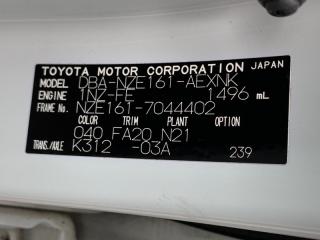 TOYOTA MOTOR CORPORATION JAPAN
MODEL DBA-NZE161-AEXNK
ENGINE 1NZ-FE 1496 mL
FRAME No. NZE161-7044402
COLOR TRIM PLANT OPTION
040 FA20 N21
TRANS./AXLE K312 -03A 239